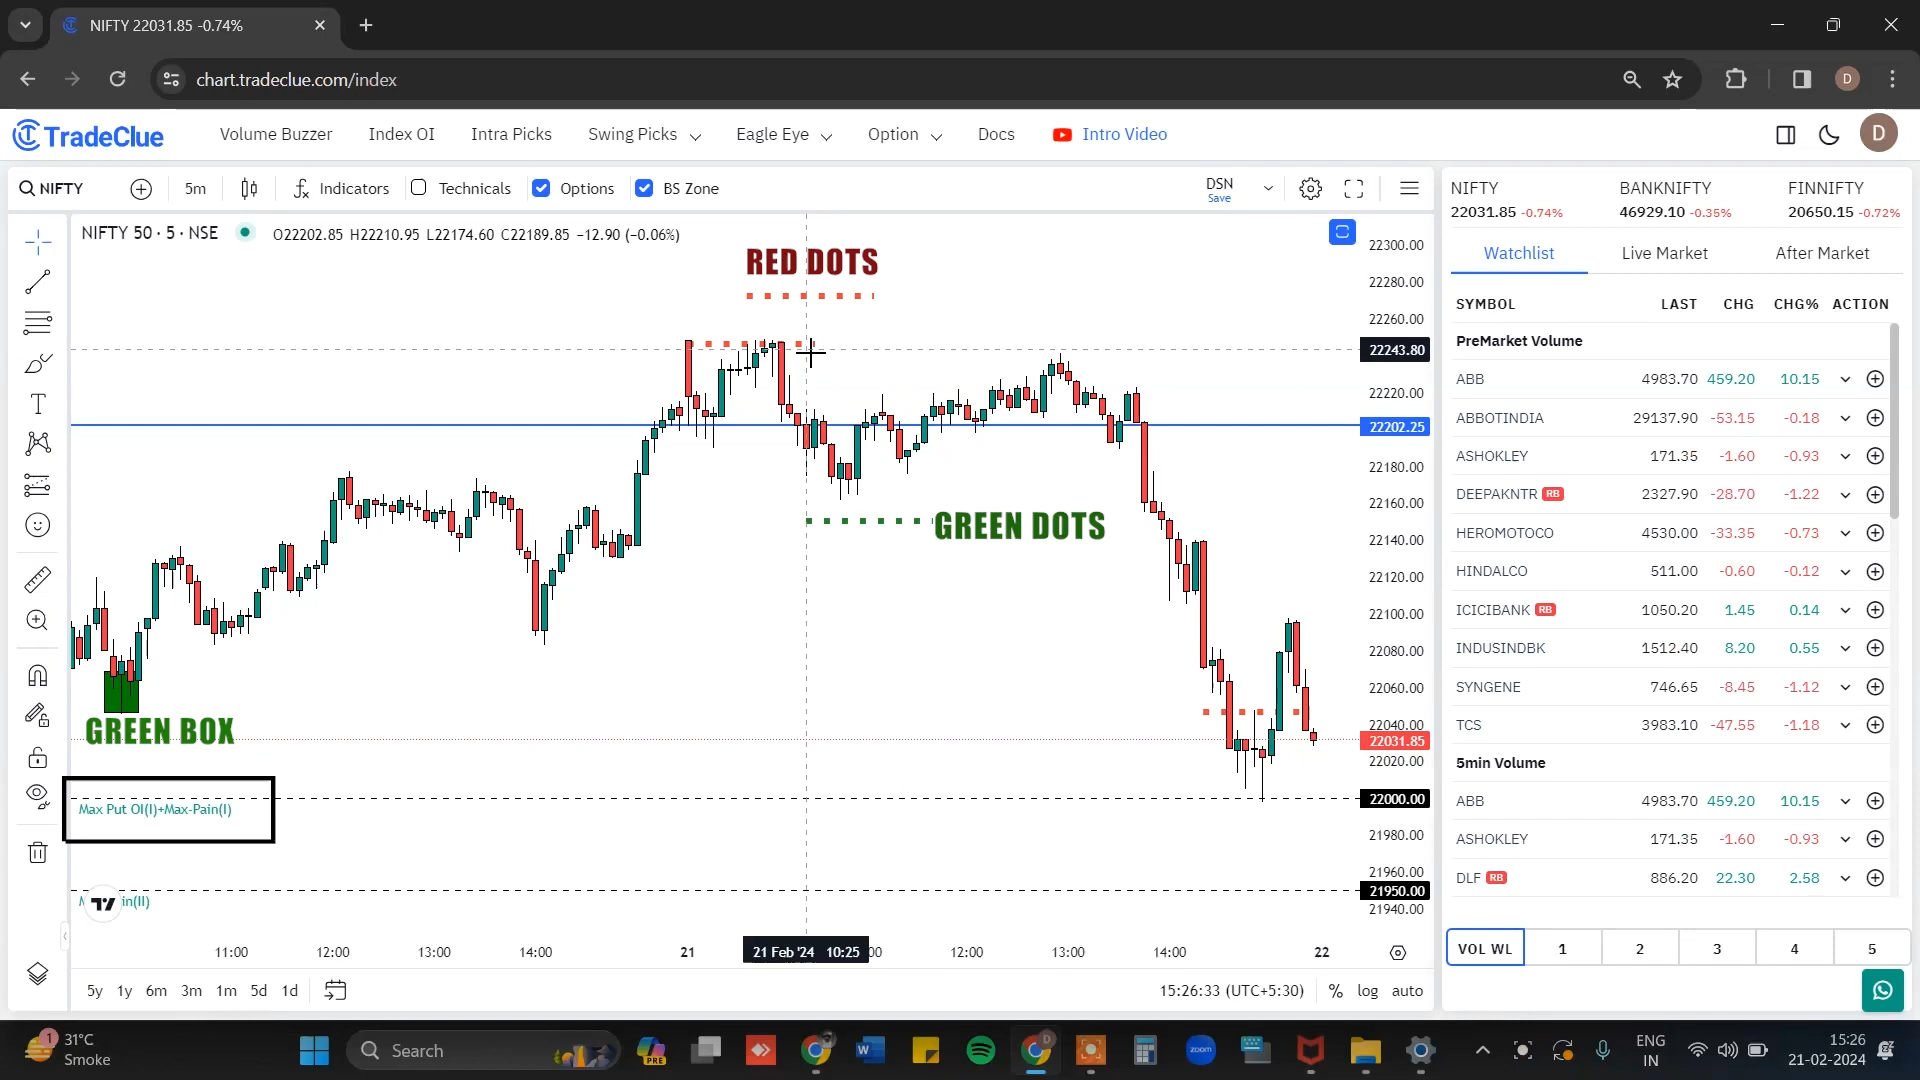 NIFTY 22031.85 -0.74%
chart.tradeclue.com/index
D
TradeClue
Volume Buzzer
Index OI
Intra Picks
Swing Picks
Eagle Eye
Option
Docs
Intro Video
D
NIFTY
5m
Indicators
Technicals
Options
BS Zone
DSN
Save
NIFTY 50 · 5 · NSE
O22202.85 H22210.95 L22174.60 C22189.85 −12.90 (−0.06%)
RED DOTS
GREEN DOTS
GREEN BOX
Max Put OI(I)+Max-Pain(I)
in(II)
22300.00
22280.00
22260.00
22243.80
22220.00
22202.25
22180.00
22160.00
22140.00
22120.00
22100.00
22080.00
22060.00
22040.00
22031.85
22020.00
22000.00
21980.00
21960.00
21950.00
21940.00
11:00 12:00 13:00 14:00 21 21 Feb '24 10:25 :00 12:00 13:00 14:00 22
5y 1y 6m 3m 1m 5d 1d
15:26:33 (UTC+5:30) % log auto
NIFTY BANKNIFTY FINNIFTY
22031.85 -0.74% 46929.10 -0.35% 20650.15 -0.72%
Watchlist Live Market After Market
SYMBOL LAST CHG CHG% ACTION
PreMarket Volume
ABB 4983.70 459.20 10.15
ABBOTINDIA 29137.90 -53.15 -0.18
ASHOKLEY 171.35 -1.60 -0.93
DEEPAKNTR RB 2327.90 -28.70 -1.22
HEROMOTOCO 4530.00 -33.35 -0.73
HINDALCO 511.00 -0.60 -0.12
ICICIBANK RB 1050.20 1.45 0.14
INDUSINDBK 1512.40 8.20 0.55
SYNGENE 746.65 -8.45 -1.12
TCS 3983.10 -47.55 -1.18
5min Volume
ABB 4983.70 459.20 10.15
ASHOKLEY 171.35 -1.60 -0.93
DLF RB 886.20 22.30 2.58
VOL WL 1 2 3 4 5
1
31°C
Smoke
Search
PRE
zoom
ENG
IN
15:26
21-02-2024